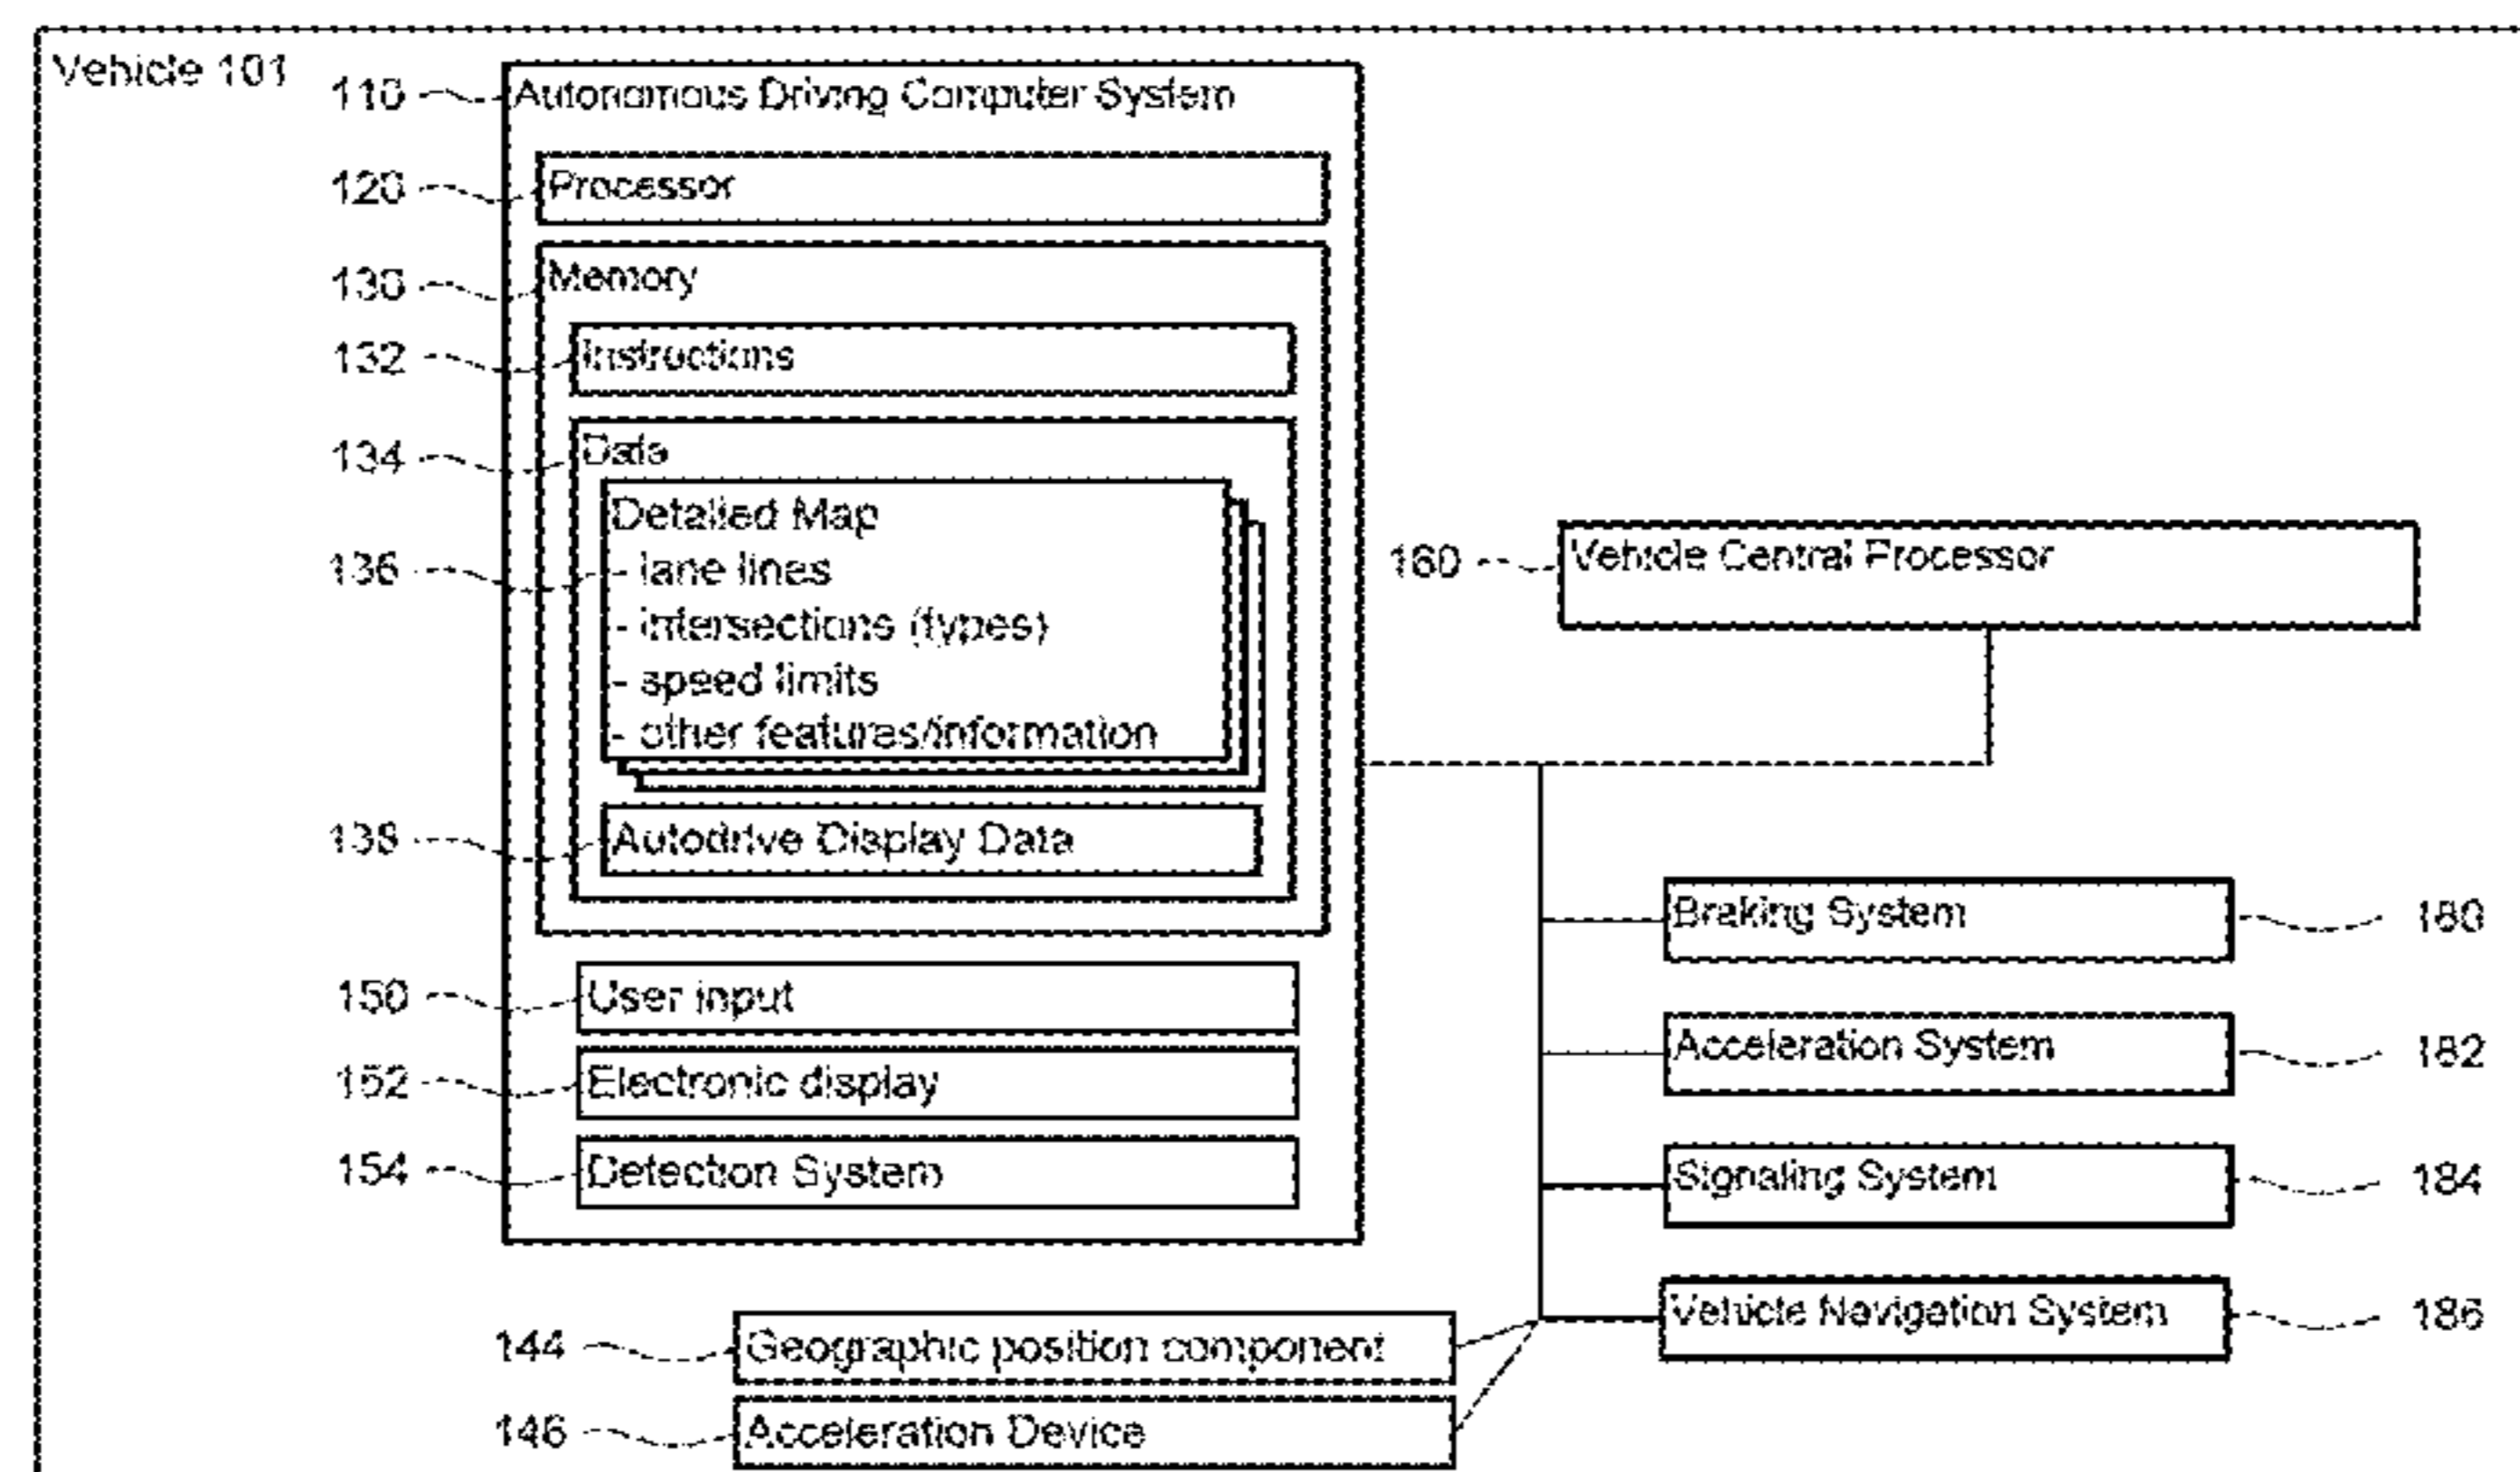 Vehicle 101
110 Autonomous Driving Computer System
120 Processor
130 Memory
132 Instructions
134 Data
Detailed Map
136 - lane lines
- intersections (types)
- speed limits
- other features/information
138 Autodrive Display Data
150 User input
152 Electronic display
154 Detection System
144 Geographic position component
146 Acceleration Device
160 Vehicle Central Processor
Braking System 180
Acceleration System 182
Signaling System 184
Vehicle Navigation System 186